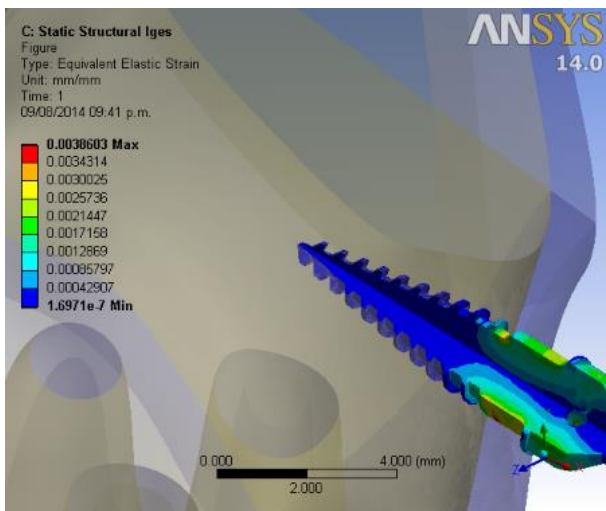 C: Static Structural Iges
Figure
Type: Equivalent Elastic Strain
Unit: mm/mm
Time: 1
09/08/2014 09:41 p.m.
ANSYS
14.0
0.0038603 Max
0.0034314
0.0030025
0.0025736
0.0021447
0.0017158
0.0012869
0.00085797
0.00042907
1.6971e-7 Min
0.000
4.000 (mm)
2.000
Z
X